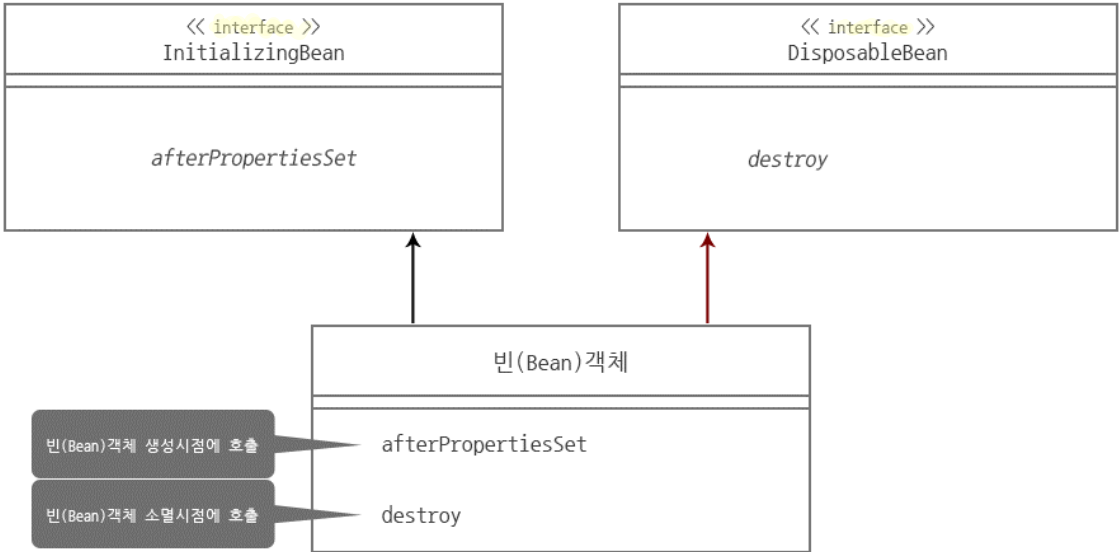 << interface >>
InitializingBean
afterPropertiesSet
<< interface >>
DisposableBean
destroy
빈(Bean)객체
빈(Bean)객체 생성시점에 호출
afterPropertiesSet
빈(Bean)객체 소멸시점에 호출
destroy